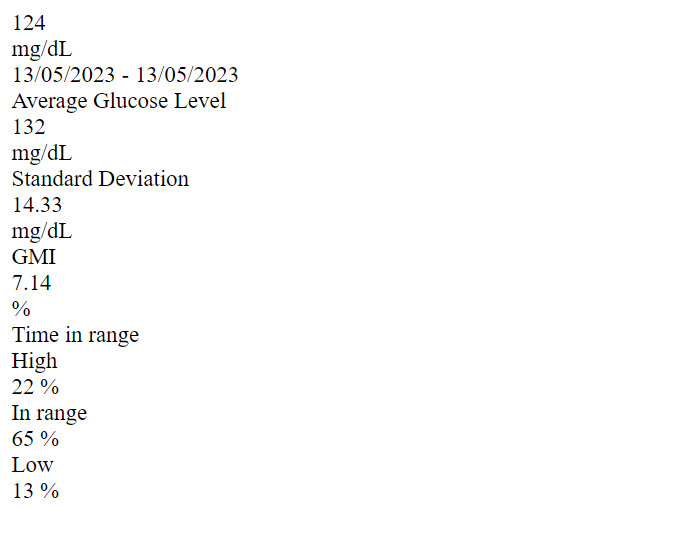 124
mg/dL
13/05/2023 - 13/05/2023
Average Glucose Level
132
mg/dL
Standard Deviation
14.33
mg/dL
GMI
7.14
%
Time in range
High
22 %
In range
65 %
Low
13 %